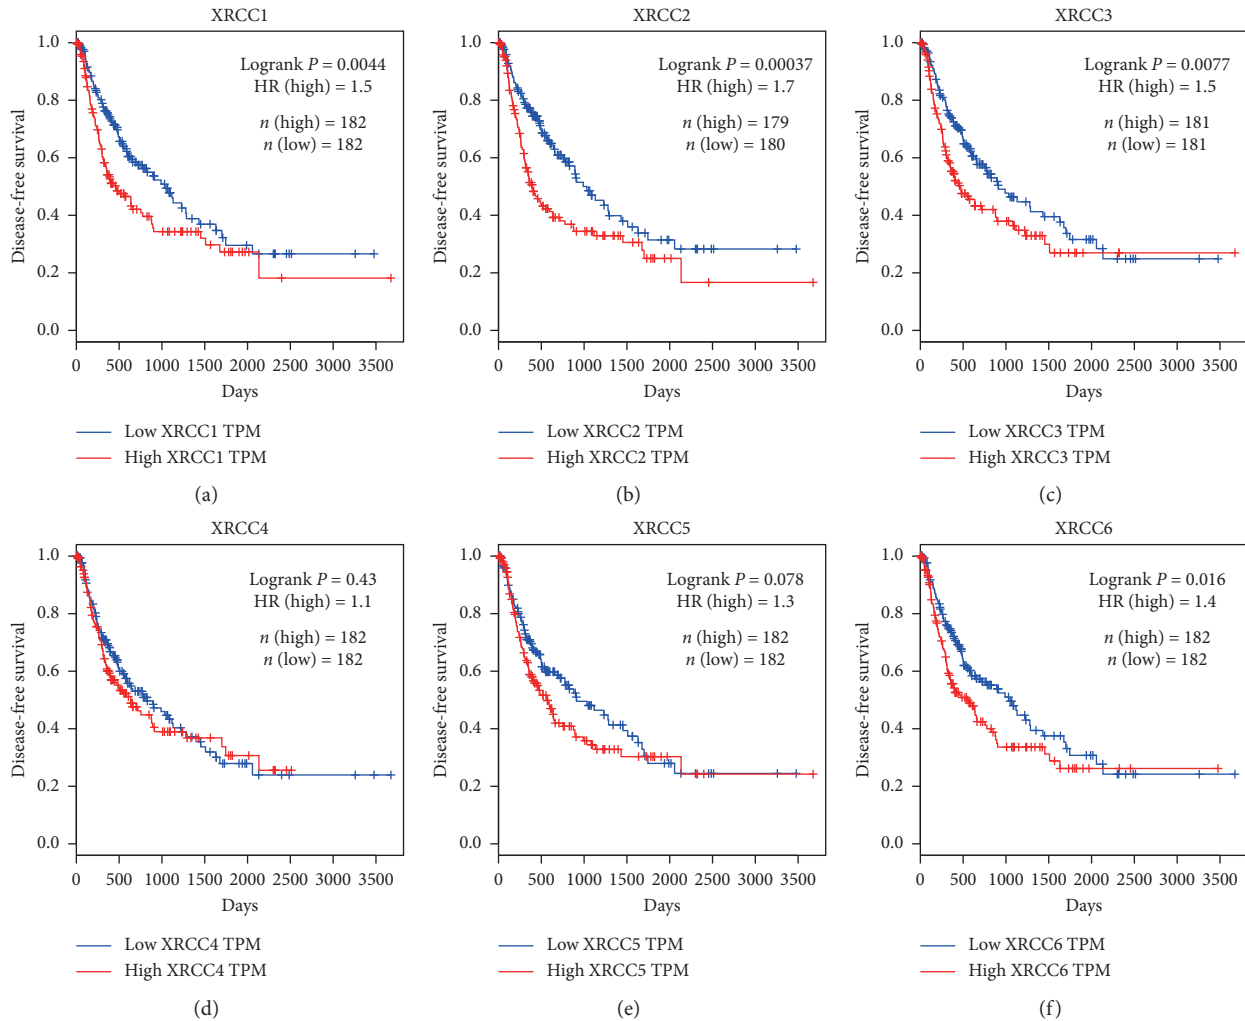 XRCC1
1.0
0.8
0.6
0.4
0.2
0.0
Disease-free survival
Logrank P = 0.0044
HR (high) = 1.5
n (high) = 182
n (low) = 182
0 500 1000 1500 2000 2500 3000 3500
Days
Low XRCC1 TPM
High XRCC1 TPM
(a)
XRCC2
1.0
0.8
0.6
0.4
0.2
0.0
Disease-free survival
Logrank P = 0.00037
HR (high) = 1.7
n (high) = 179
n (low) = 180
0 500 1000 1500 2000 2500 3000 3500
Days
Low XRCC2 TPM
High XRCC2 TPM
(b)
XRCC3
1.0
0.8
0.6
0.4
0.2
0.0
Disease-free survival
Logrank P = 0.0077
HR (high) = 1.5
n (high) = 181
n (low) = 181
0 500 1000 1500 2000 2500 3000 3500
Days
Low XRCC3 TPM
High XRCC3 TPM
(c)
XRCC4
1.0
0.8
0.6
0.4
0.2
0.0
Disease-free survival
Logrank P = 0.43
HR (high) = 1.1
n (high) = 182
n (low) = 182
0 500 1000 1500 2000 2500 3000 3500
Days
Low XRCC4 TPM
High XRCC4 TPM
(d)
XRCC5
1.0
0.8
0.6
0.4
0.2
0.0
Disease-free survival
Logrank P = 0.078
HR (high) = 1.3
n (high) = 182
n (low) = 182
0 500 1000 1500 2000 2500 3000 3500
Days
Low XRCC5 TPM
High XRCC5 TPM
(e)
XRCC6
1.0
0.8
0.6
0.4
0.2
0.0
Disease-free survival
Logrank P = 0.016
HR (high) = 1.4
n (high) = 182
n (low) = 182
0 500 1000 1500 2000 2500 3000 3500
Days
Low XRCC6 TPM
High XRCC6 TPM
(f)